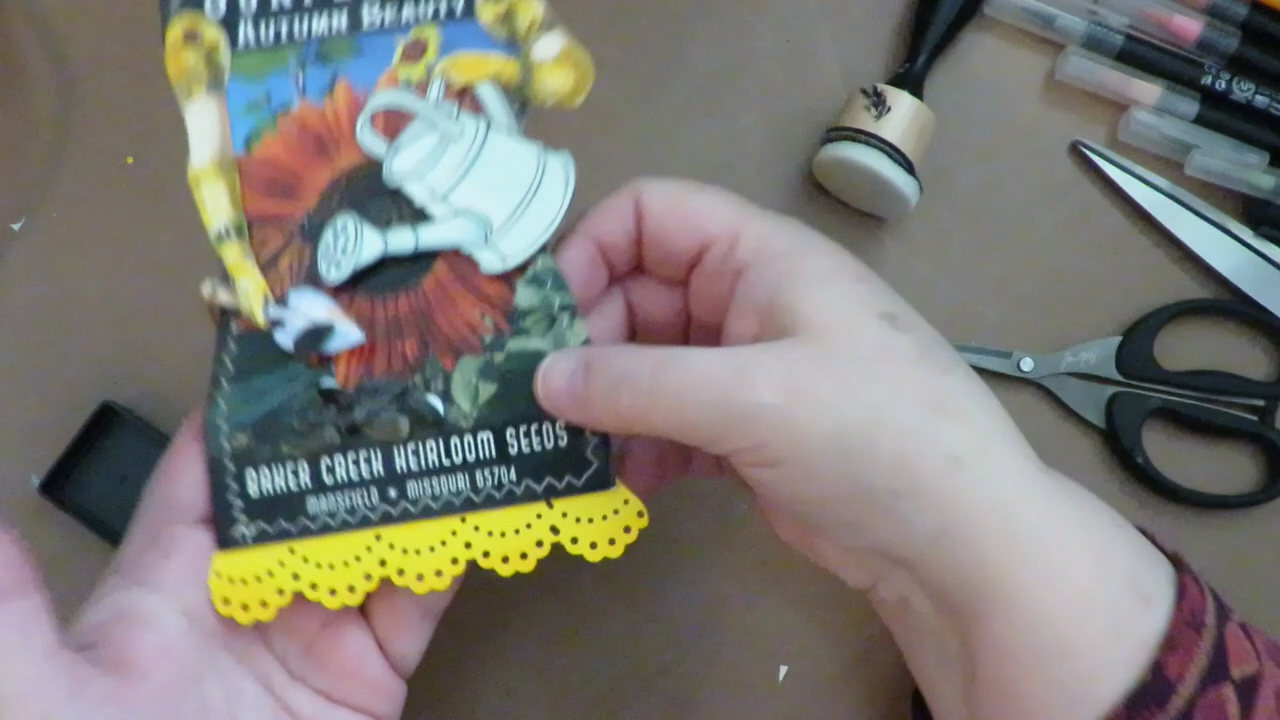 AUTUMN BEAUTY
BAKER CREEK HEIRLOOM SEEDS
MANSFIELD • MISSOURI 65704